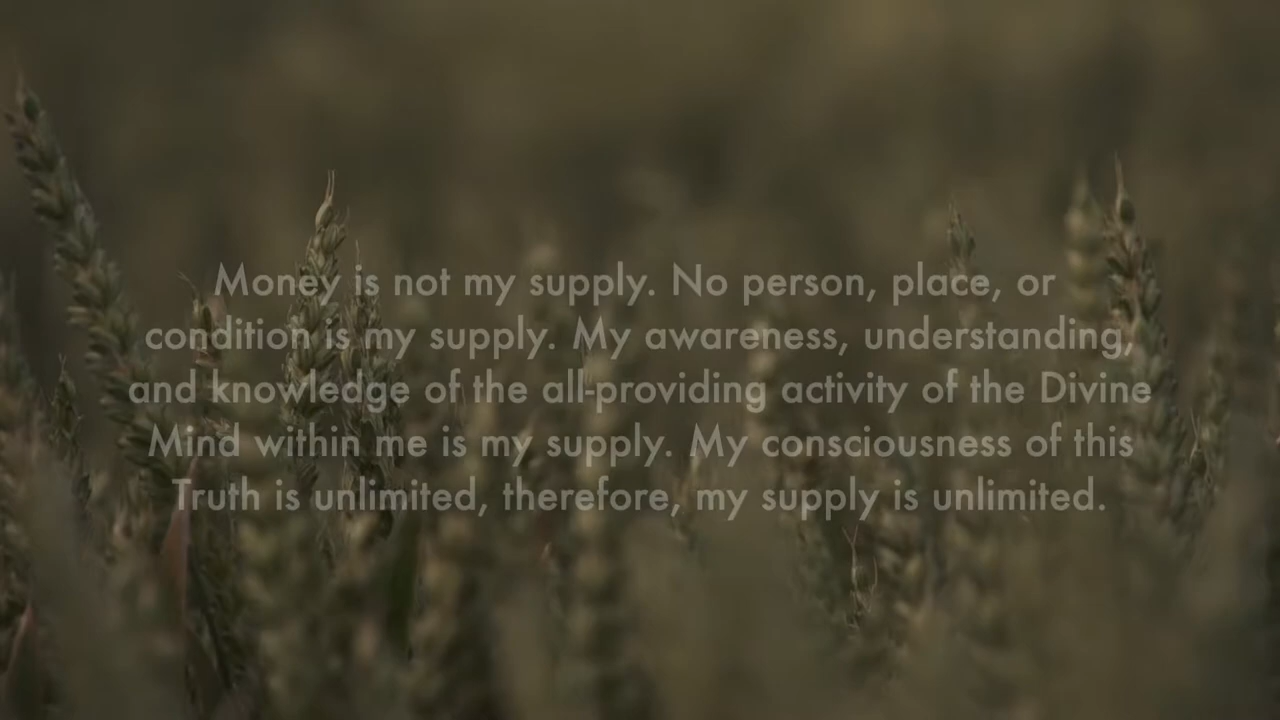 Money is not my supply. No person, place, or
condition is my supply. My awareness, understanding,
and knowledge of the all-providing activity of the Divine
Mind within me is my supply. My consciousness of this
Truth is unlimited, therefore, my supply is unlimited.